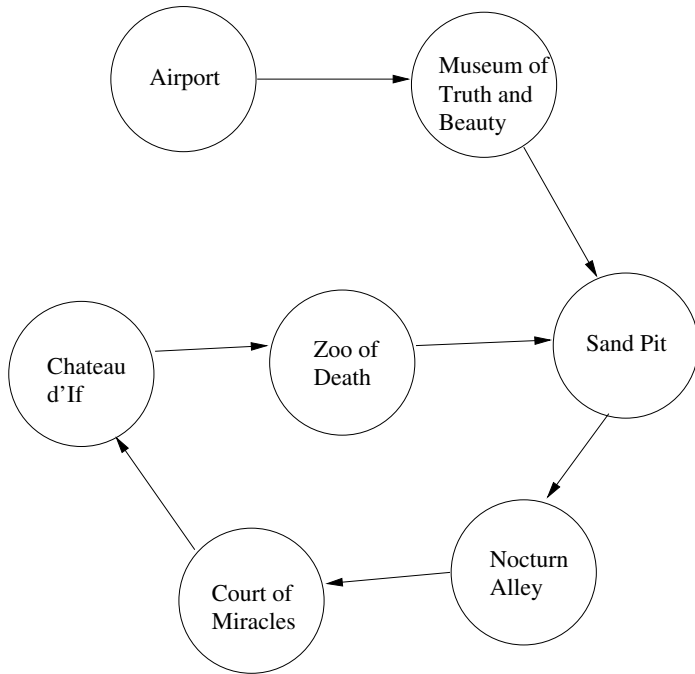 Airport
Museum of
Truth and
Beauty
Sand Pit
Zoo of
Death
Chateau
d'If
Nocturn
Alley
Court of
Miracles